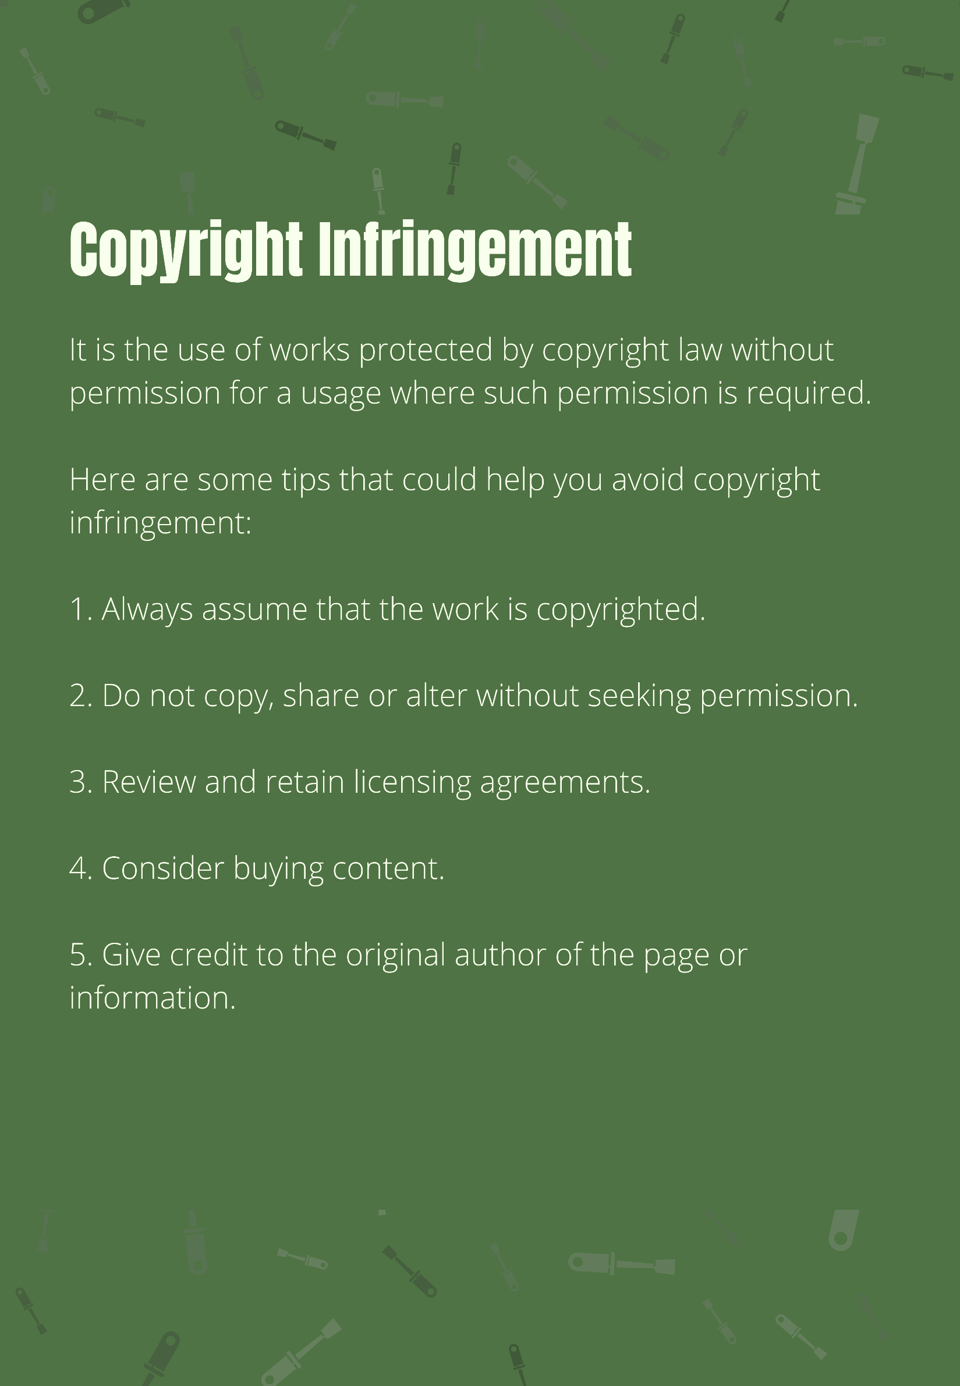 Copyright Infringement
It is the use of works protected by copyright law without
permission for a usage where such permission is required.
Here are some tips that could help you avoid copyright
infringement:
1. Always assume that the work is copyrighted.
2. Do not copy, share or alter without seeking permission.
3. Review and retain licensing agreements.
4. Consider buying content.
5. Give credit to the original author of the page or
information.